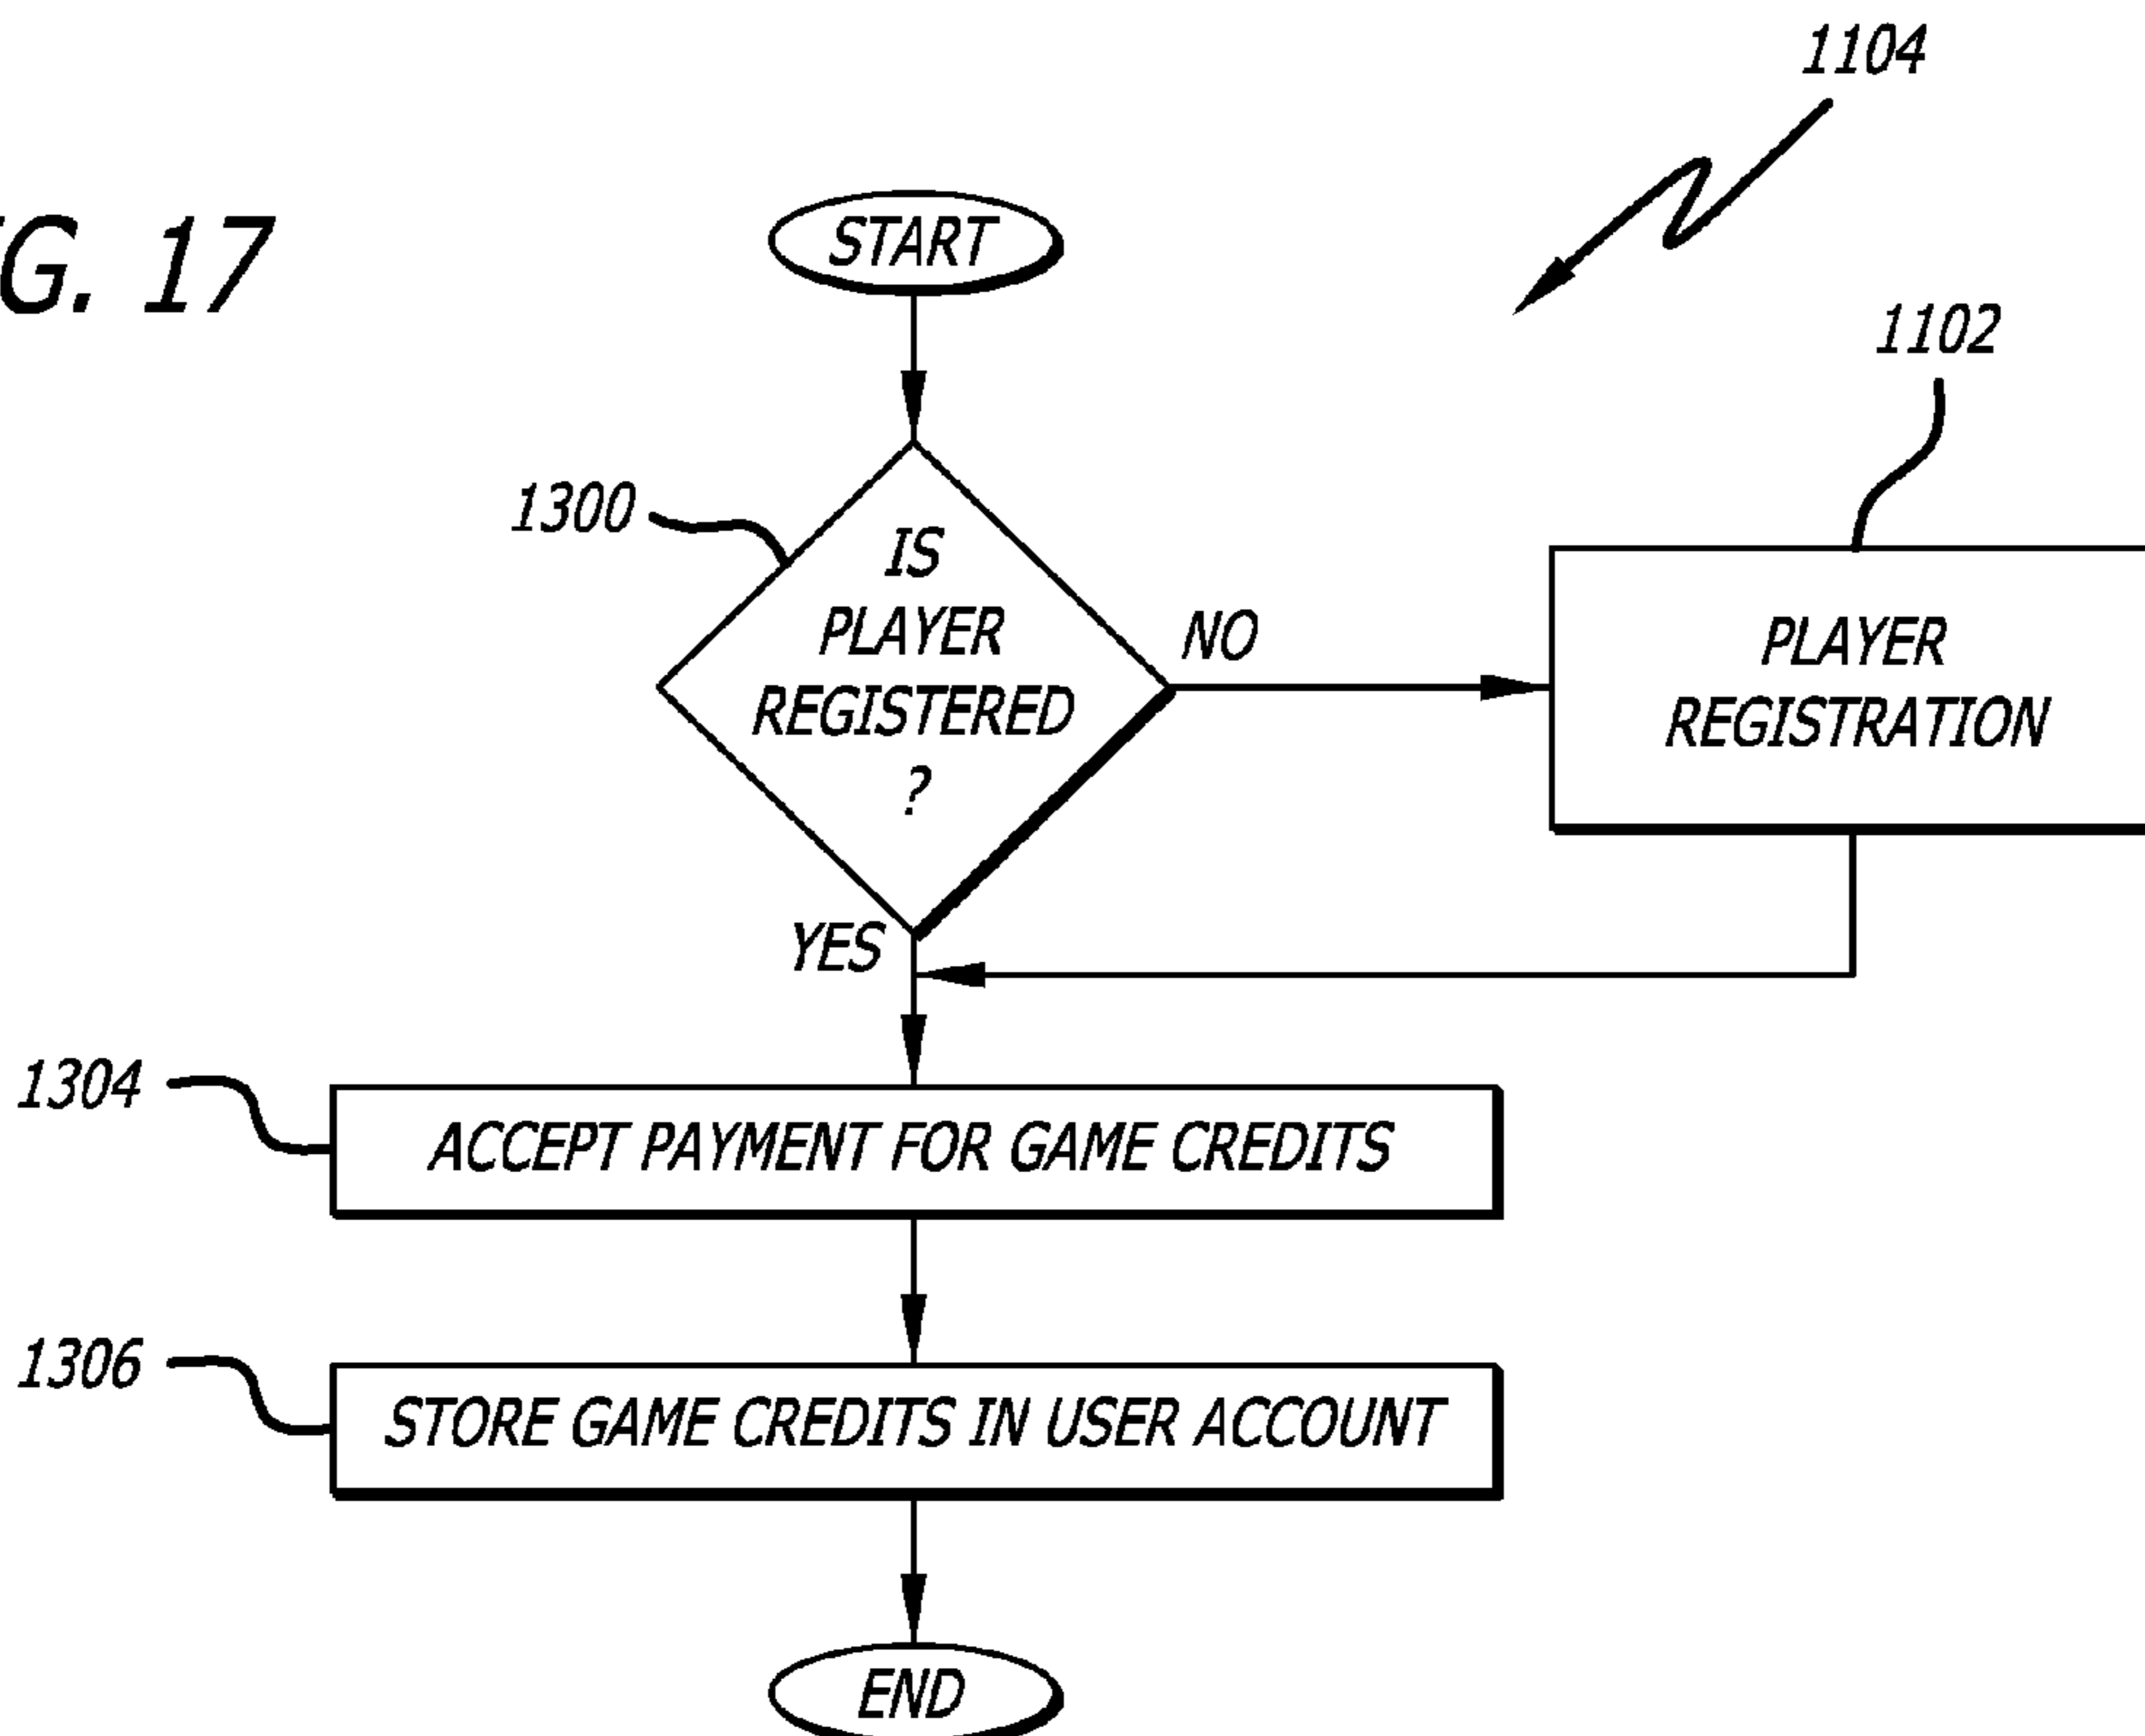 G. 17
1104
START
1102
1300
IS
PLAYER
REGISTERED
?
NO
PLAYER
REGISTRATION
YES
1304
ACCEPT PAYMENT FOR GAME CREDITS
1306
STORE GAME CREDITS IN USER ACCOUNT
END